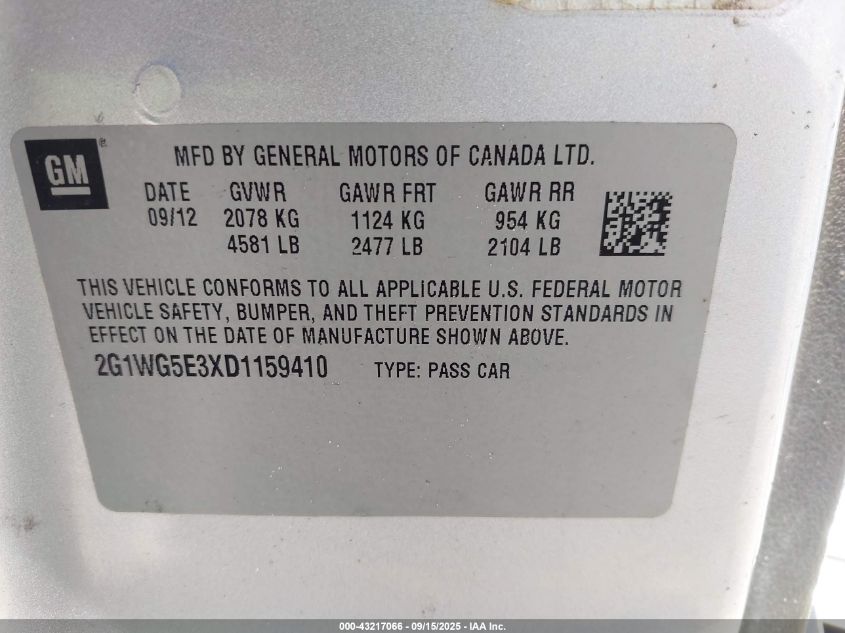 GM ®
MFD BY GENERAL MOTORS OF CANADA LTD.
DATE GVWR GAWR FRT GAWR RR
09/12 2078 KG 1124 KG 954 KG
4581 LB 2477 LB 2104 LB
THIS VEHICLE CONFORMS TO ALL APPLICABLE U.S. FEDERAL MOTOR
VEHICLE SAFETY, BUMPER, AND THEFT PREVENTION STANDARDS IN
EFFECT ON THE DATE OF MANUFACTURE SHOWN ABOVE.
2G1WG5E3XD1159410 TYPE: PASS CAR
000-43217066 - 09/15/2025 - IAA Inc.